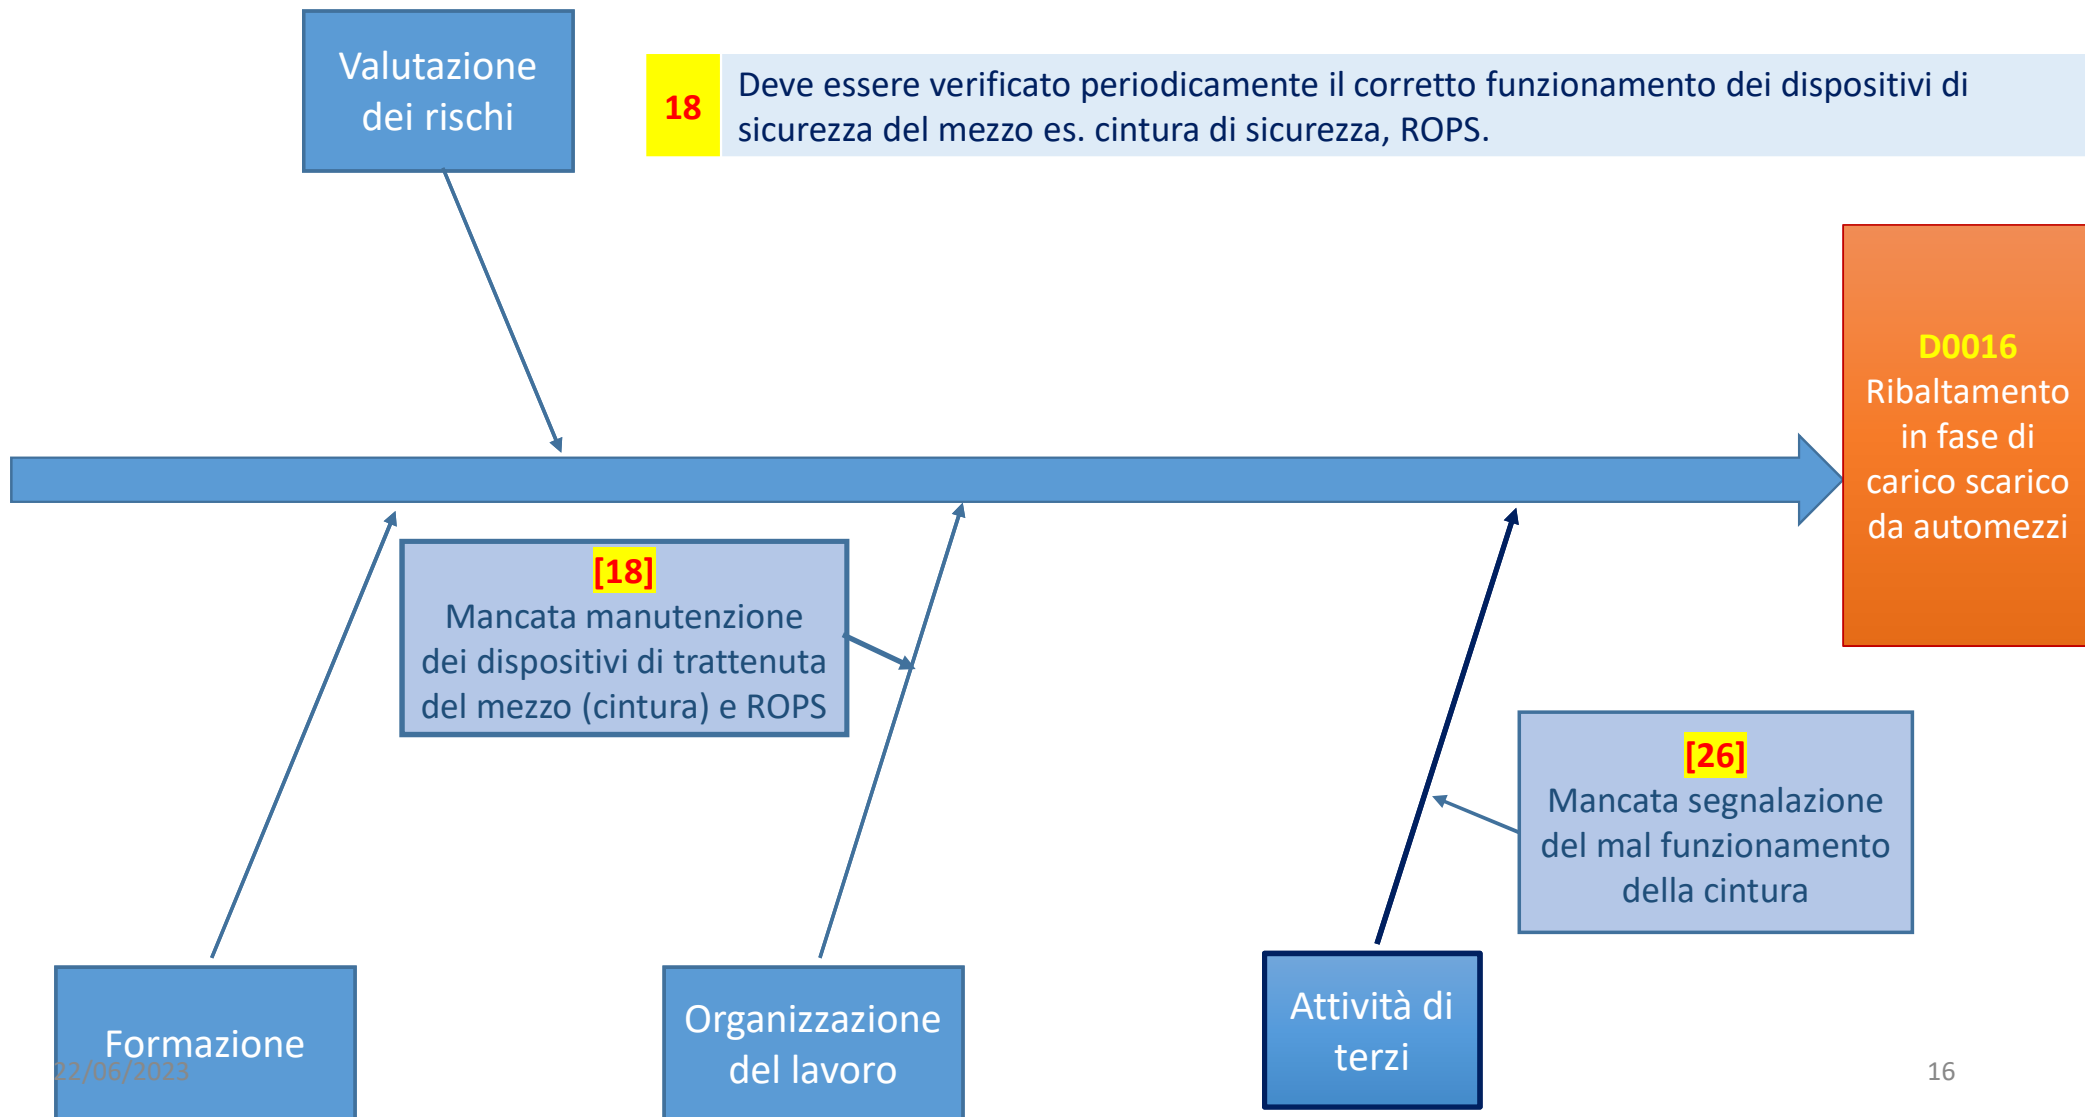 Valutazione
dei rischi
18
Deve essere verificato periodicamente il corretto funzionamento dei dispositivi di
sicurezza del mezzo es. cintura di sicurezza, ROPS.
D0016
Ribaltamento
in fase di
carico scarico
da automezzi
[18]
Mancata manutenzione
dei dispositivi di trattenuta
del mezzo (cintura) e ROPS
[26]
Mancata segnalazione
del mal funzionamento
della cintura
Formazione
Organizzazione
del lavoro
Attività di
terzi
22/06/2023
16